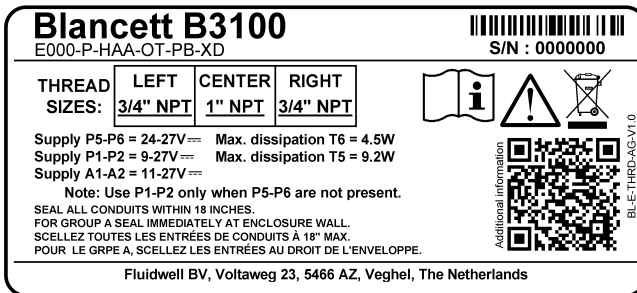 Blancett B3100
E000-P-HAA-OT-PB-XD
S/N : 0000000
THREAD SIZES:
LEFT CENTER RIGHT
3/4" NPT 1" NPT 3/4" NPT
Supply P5-P6 = 24-27V⎓ Max. dissipation T6 = 4.5W
Supply P1-P2 = 9-27V⎓ Max. dissipation T5 = 9.2W
Supply A1-A2 = 11-27V⎓
Note: Use P1-P2 only when P5-P6 are not present.
SEAL ALL CONDUITS WITHIN 18 INCHES.
FOR GROUP A SEAL IMMEDIATELY AT ENCLOSURE WALL.
SCELLEZ TOUTES LES ENTRÉES DE CONDUITS À 18" MAX.
POUR LE GRPE A, SCELLEZ LES ENTRÉES AU DROIT DE L'ENVELOPPE.
Additional information
BL-E-THRD-AG-V1.0
Fluidwell BV, Voltaweg 23, 5466 AZ, Veghel, The Netherlands